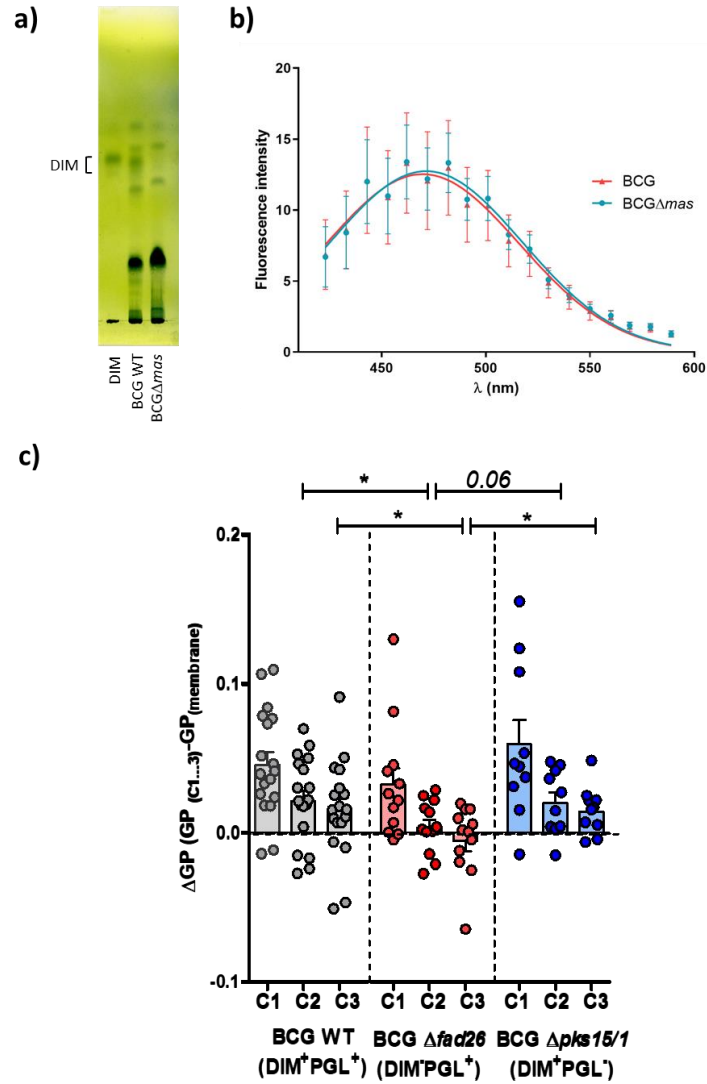 a)
DIM
DIM
BCG WT
BCGΔmas
b)
20
15
10
5
0
450
500
550
600
Fluorescence intensity
λ (nm)
BCG
BCGΔmas
c)
*
0.06
*
*
0.2
0.1
0.0
-0.1
ΔGP (GP (C1...3)-GP(membrane)
C1 C2 C3 C1 C2 C3 C1 C2 C3
BCG WT BCG Δfad26 BCG Δpks15/1
(DIM⁺PGL⁺) (DIM⁻PGL⁺) (DIM⁺PGL⁻)